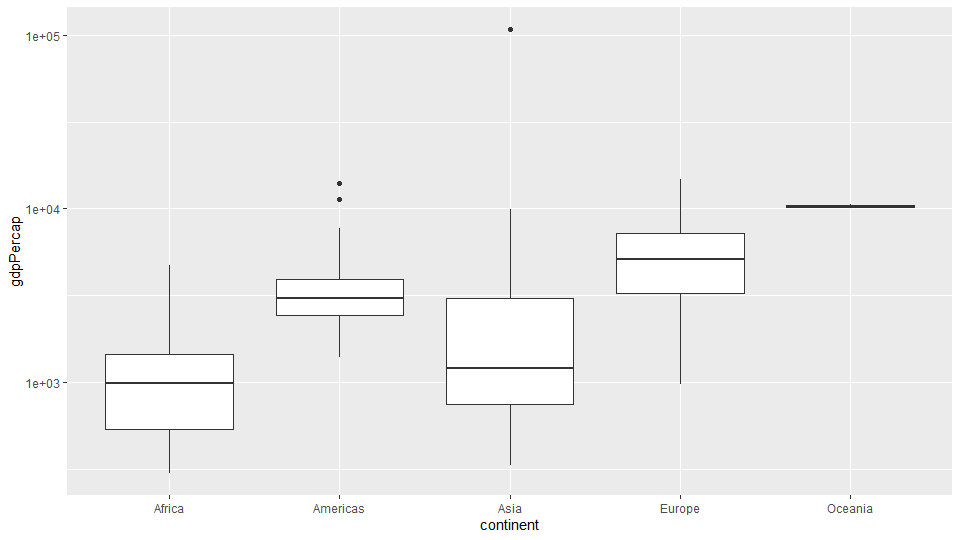 1e+05
1e+04
1e+03
gdpPercap
Africa
Americas
Asia
Europe
Oceania
continent